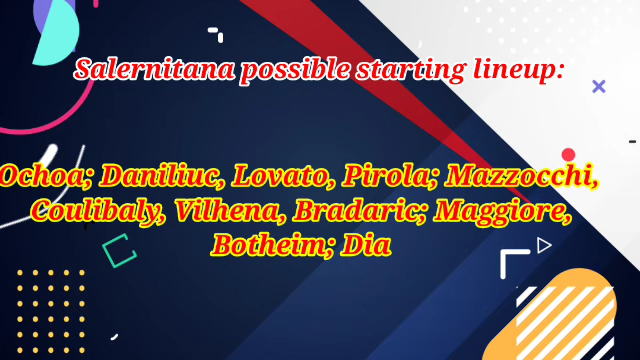 Salernitana possible starting lineup:
Ochoa; Daniliuc, Lovato, Pirola; Mazzocchi,
Coulibaly, Vilhena, Bradaric; Maggiore,
Botheim; Dia